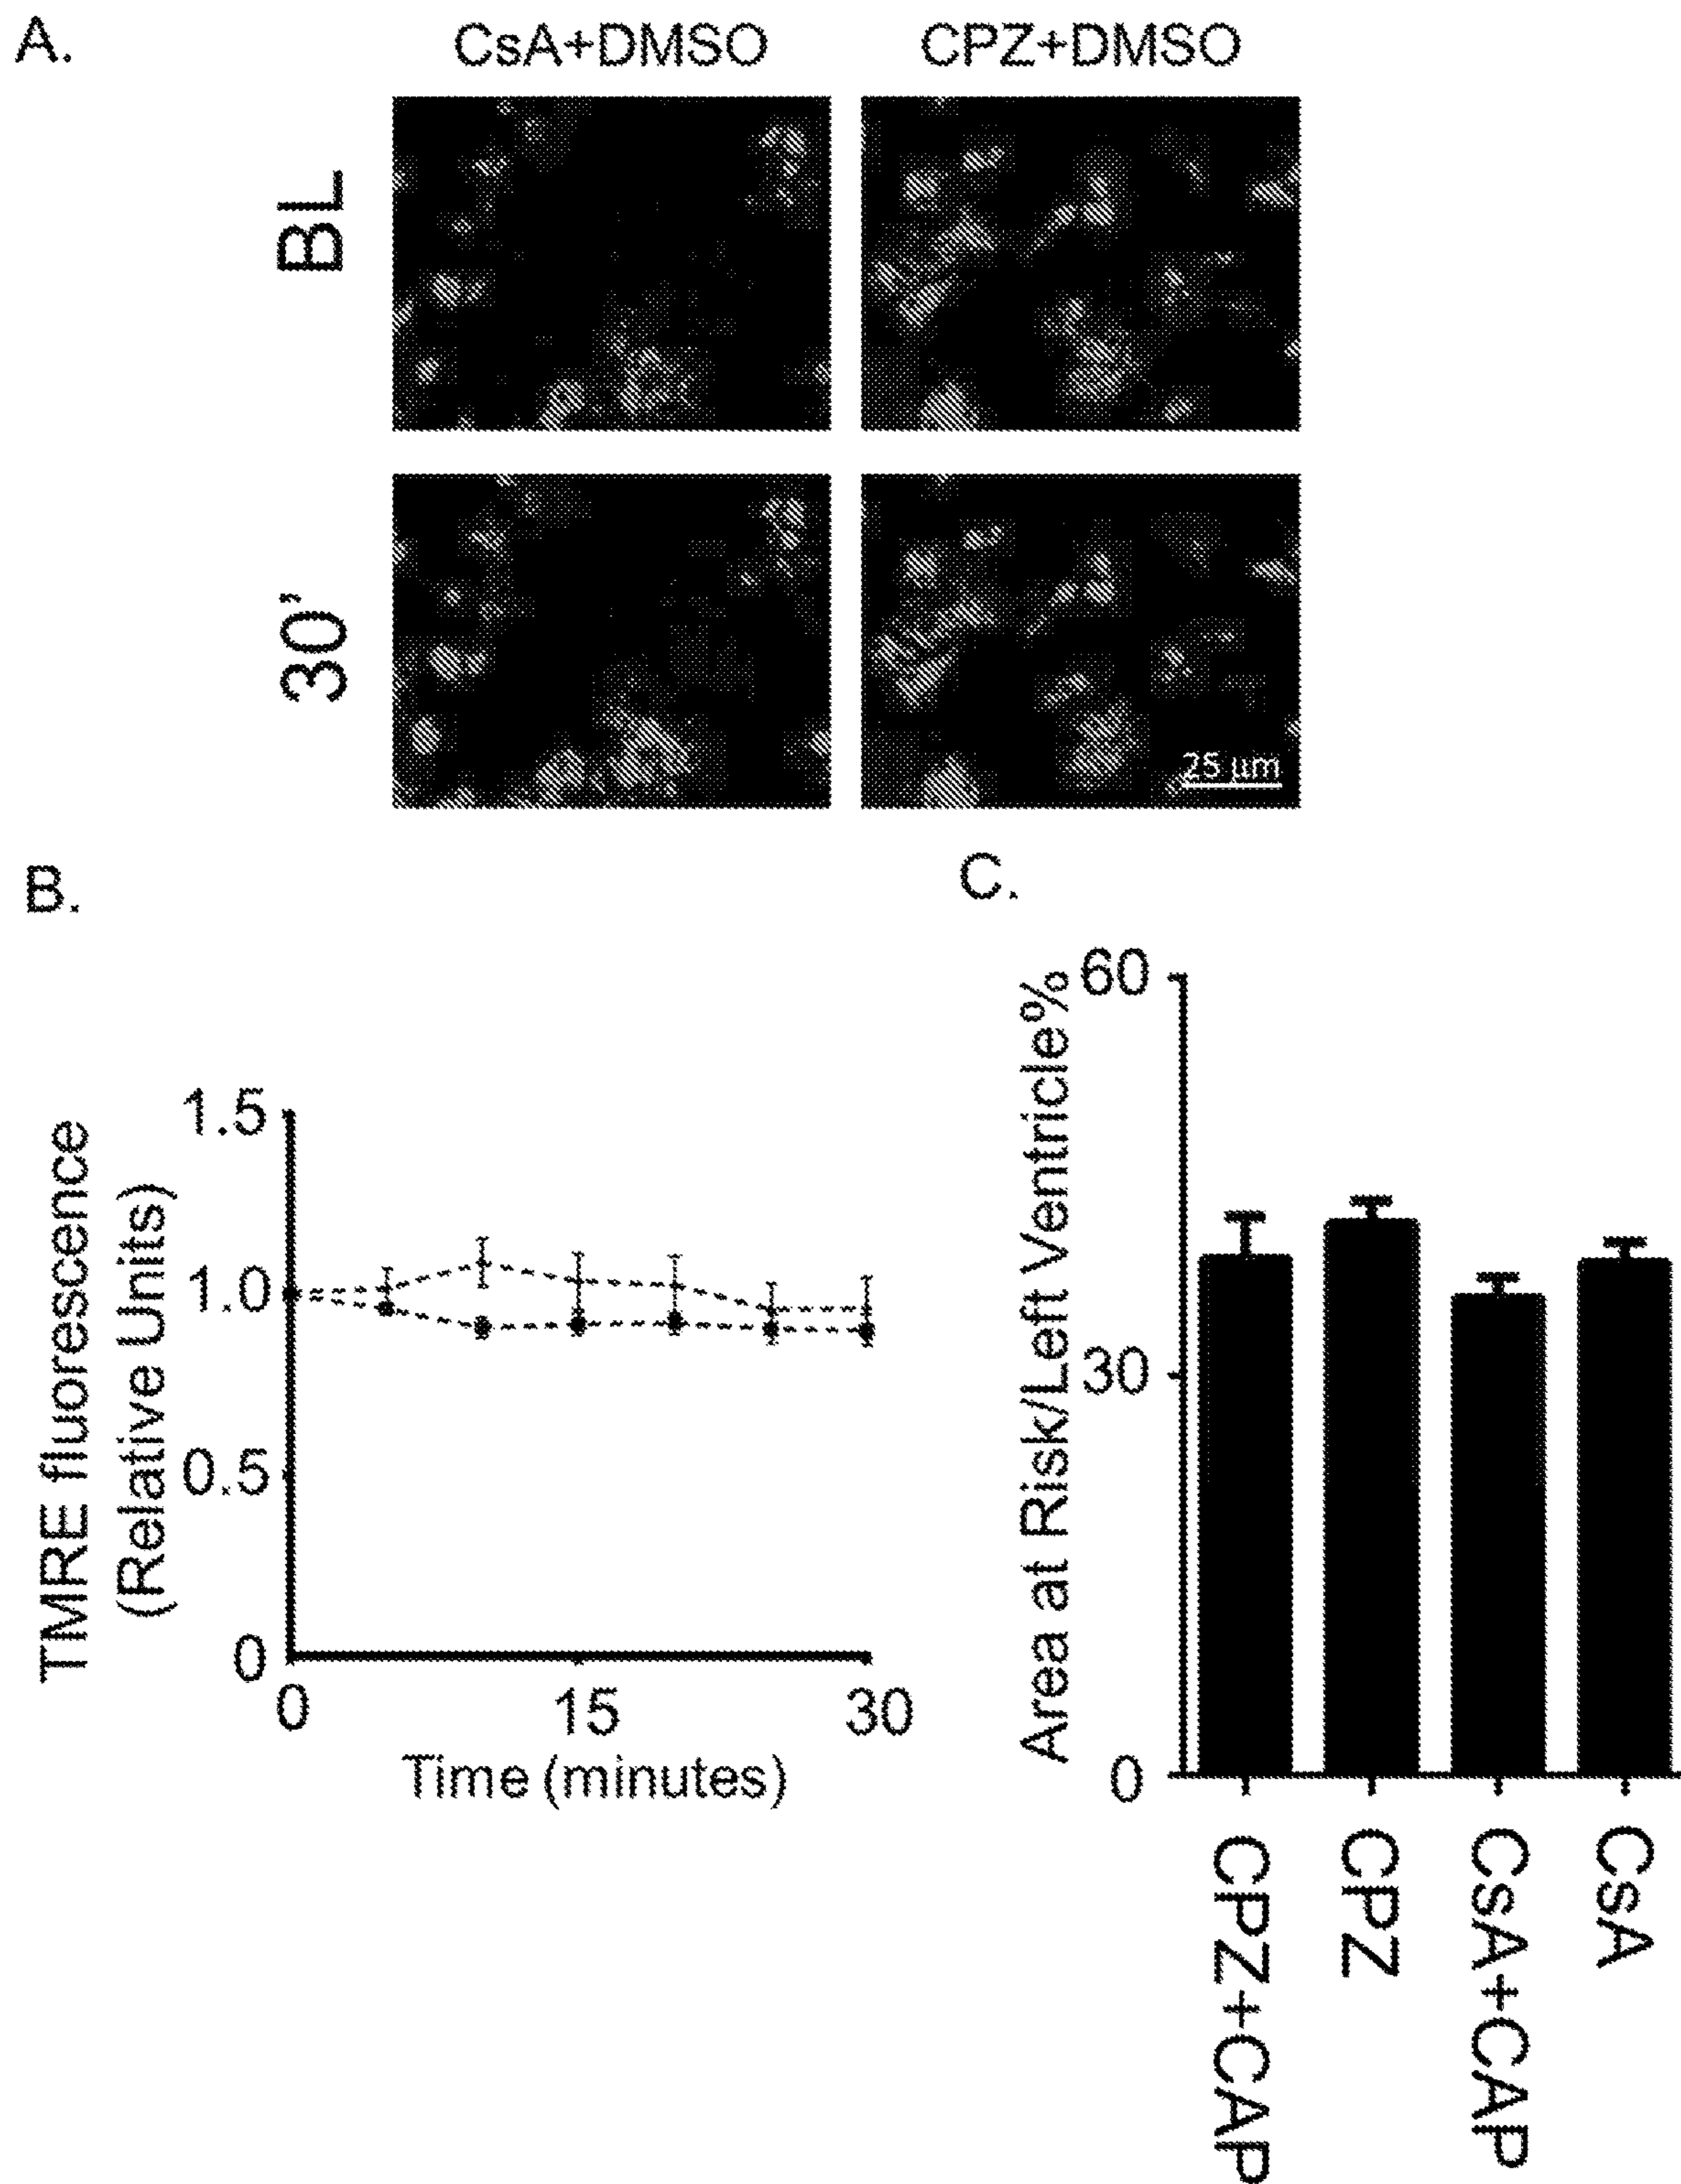 A.
CsA+DMSO
CPZ+DMSO
BL
30'
25 µm
B.
TMRE fluorescence
(Relative Units)
1.5
1.0
0.5
0
0
15
30
Time (minutes)
C.
Area at Risk/Left Ventricle%
60
30
0
CPZ+CAP
CPZ
CsA+CAP
CsA